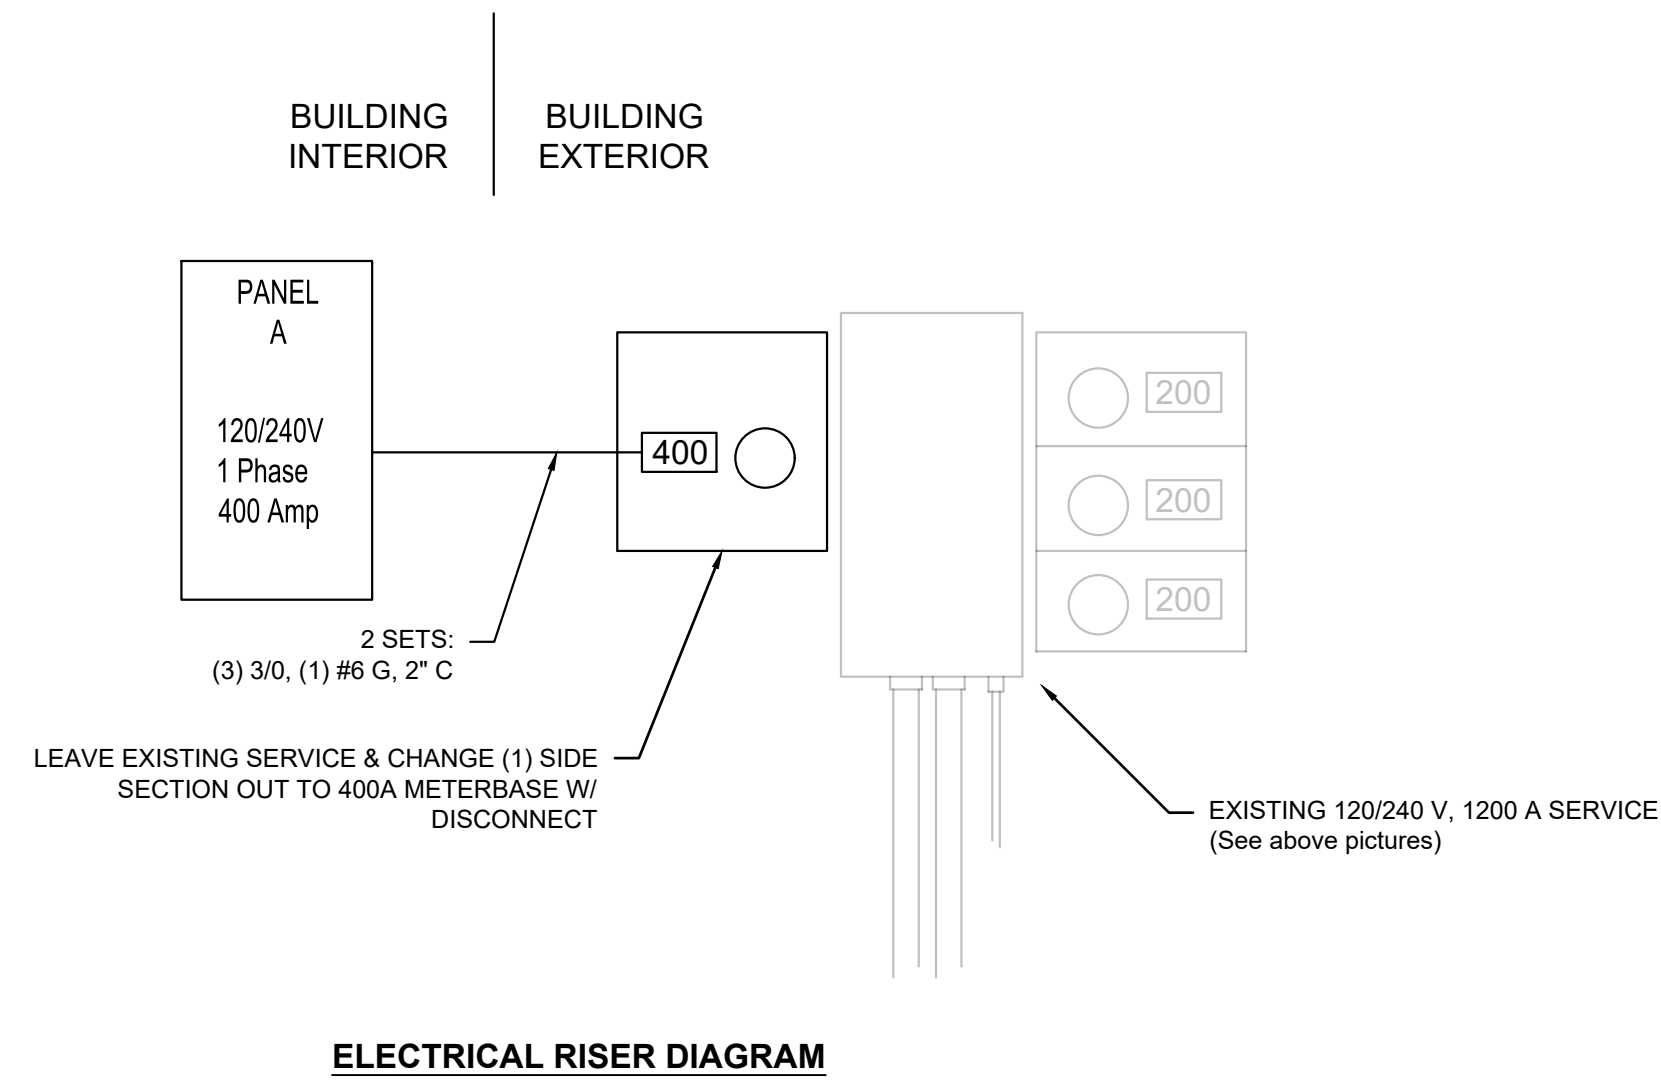 BUILDING
INTERIOR
BUILDING
EXTERIOR
PANEL
A
120/240V
1 Phase
400 Amp
400
200
200
200
2 SETS:
(3) 3/0, (1) #6 G, 2" C
LEAVE EXISTING SERVICE & CHANGE (1) SIDE
SECTION OUT TO 400A METERBASE W/
DISCONNECT
EXISTING 120/240 V, 1200 A SERVICE
(See above pictures)
ELECTRICAL RISER DIAGRAM